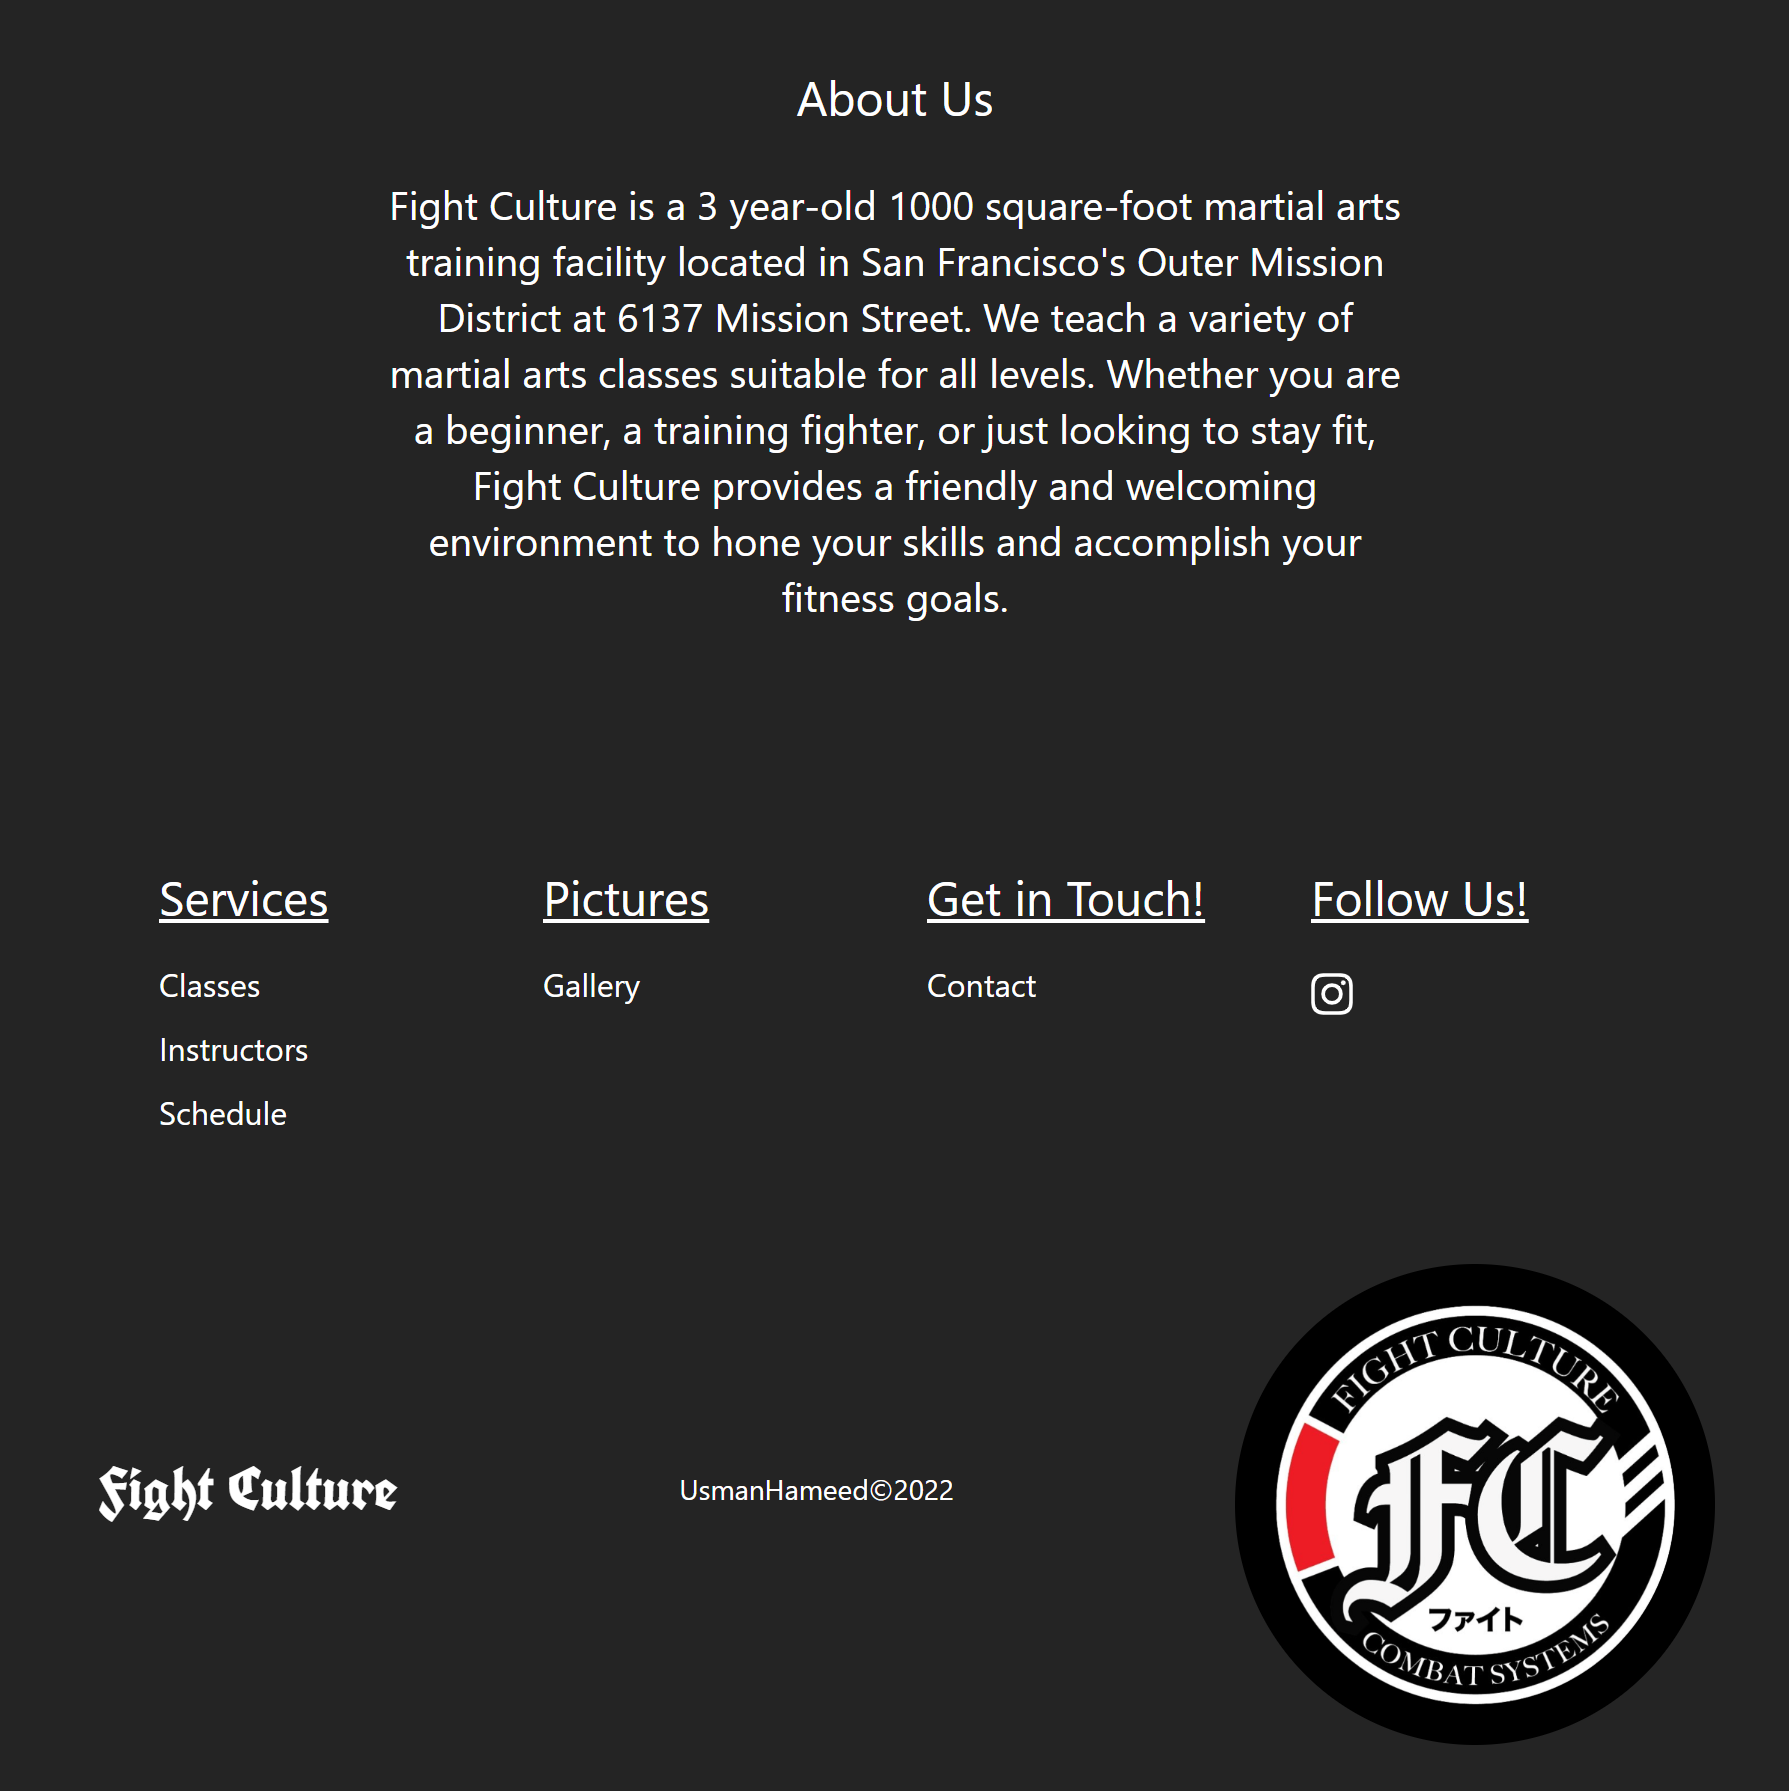 About Us
Fight Culture is a 3 year-old 1000 square-foot martial arts
training facility located in San Francisco's Outer Mission
District at 6137 Mission Street. We teach a variety of
martial arts classes suitable for all levels. Whether you are
a beginner, a training fighter, or just looking to stay fit,
Fight Culture provides a friendly and welcoming
environment to hone your skills and accomplish your
fitness goals.
Services
Classes
Instructors
Schedule
Pictures
Gallery
Get in Touch!
Contact
Follow Us!
Fight Culture
UsmanHameed©2022
FIGHT CULTURE
FC
ファイト
COMBAT SYSTEMS